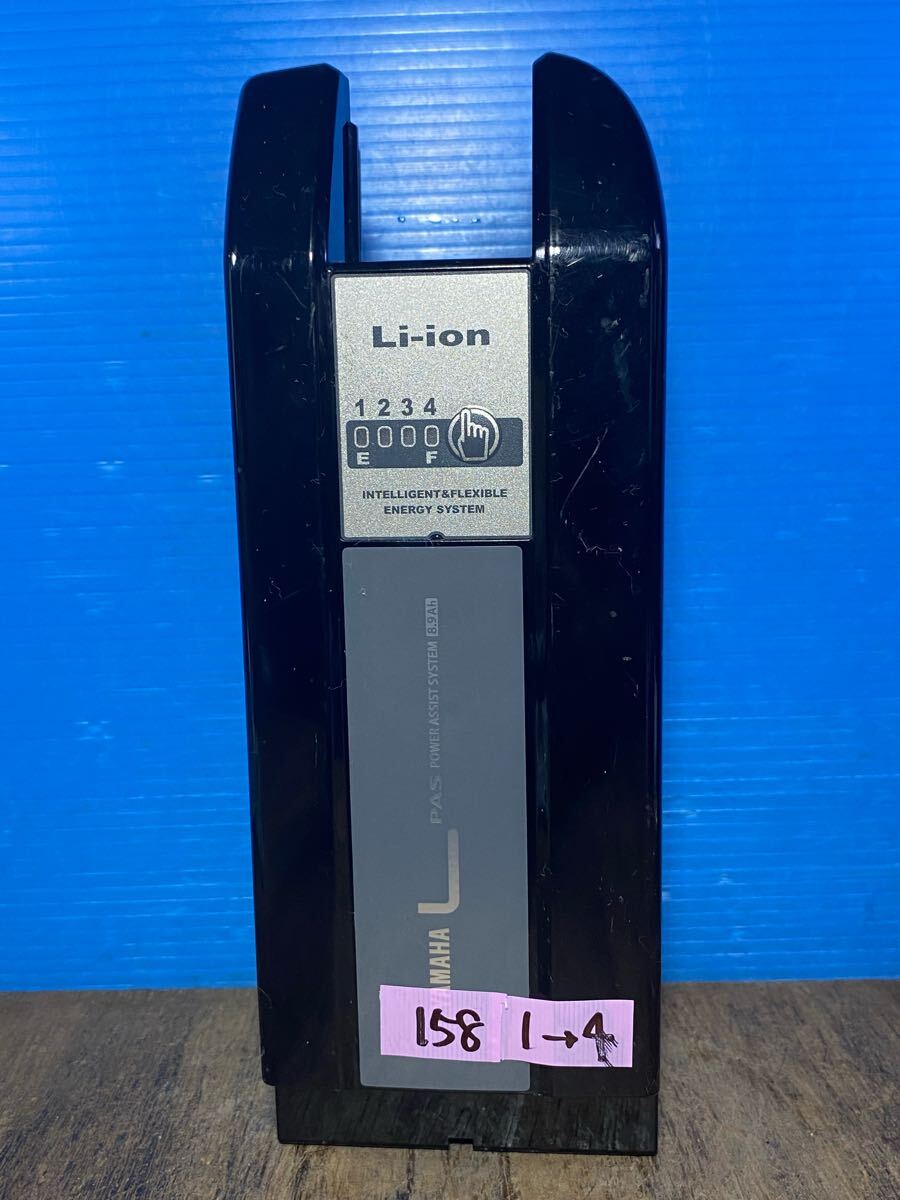 Li-ion
1 2 3 4
E F
INTELLIGENT&FLEXIBLE
ENERGY SYSTEM
YAMAHA L PAS POWER ASSIST SYSTEM 8.9Ah
158 1→4